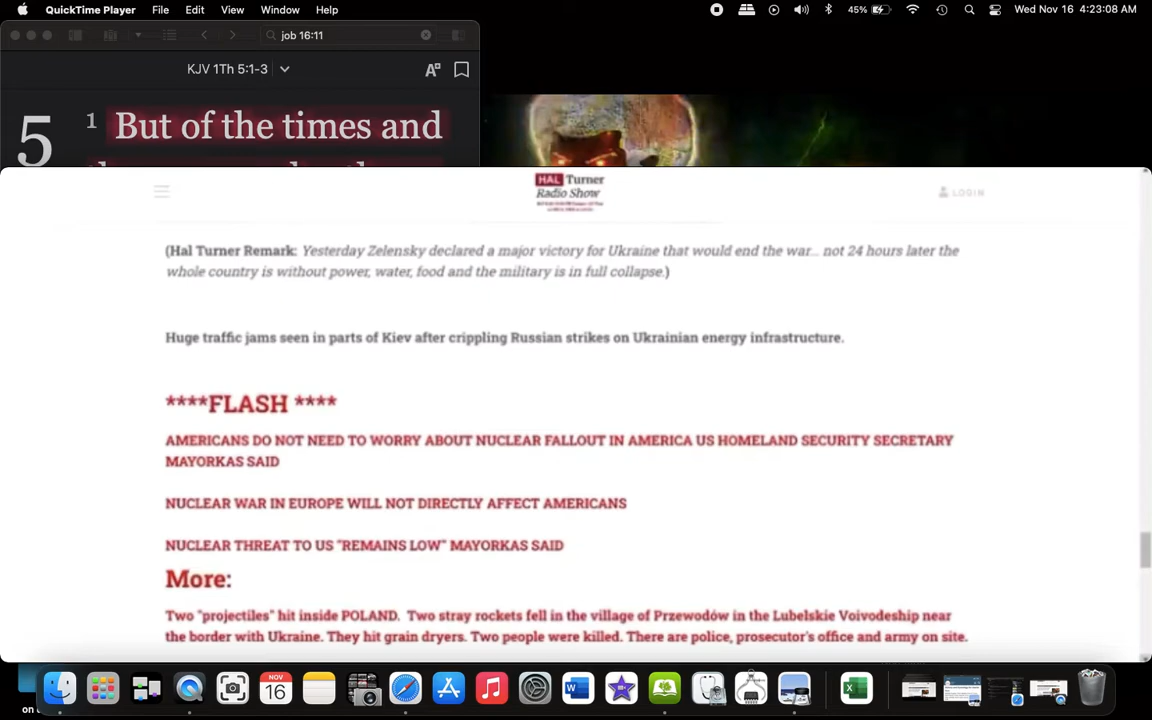 QuickTime Player File Edit View Window Help 45% Wed Nov 16 4:23:08 AM
job 16:11
KJV 1Th 5:1-3
5 1 But of the times and
HAL Turner
Radio Show
LOGIN
(Hal Turner Remark: Yesterday Zelensky declared a major victory for Ukraine that would end the war... not 24 hours later the
whole country is without power, water, food and the military is in full collapse.)
Huge traffic jams seen in parts of Kiev after crippling Russian strikes on Ukrainian energy infrastructure.
****FLASH ****
AMERICANS DO NOT NEED TO WORRY ABOUT NUCLEAR FALLOUT IN AMERICA US HOMELAND SECURITY SECRETARY
MAYORKAS SAID
NUCLEAR WAR IN EUROPE WILL NOT DIRECTLY AFFECT AMERICANS
NUCLEAR THREAT TO US "REMAINS LOW" MAYORKAS SAID
More:
Two "projectiles" hit inside POLAND. Two stray rockets fell in the village of Przewodów in the Lubelskie Voivodeship near
the border with Ukraine. They hit grain dryers. Two people were killed. There are police, prosecutor's office and army on site.
NOV
16
on